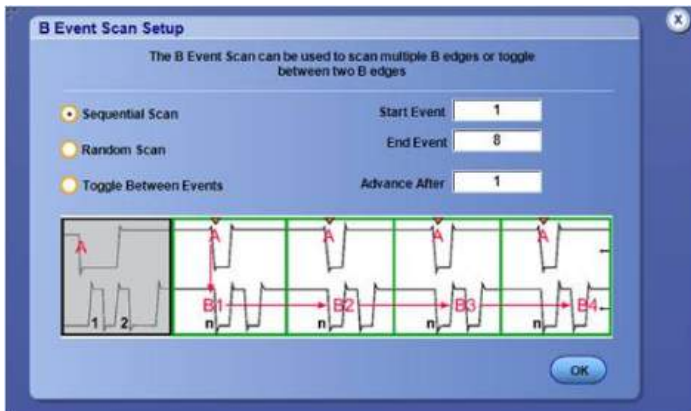 X
B Event Scan Setup
The B Event Scan can be used to scan multiple B edges or toggle
between two B edges
Sequential Scan
Random Scan
Toggle Between Events
Start Event 1
End Event 8
Advance After 1
A A A A A
B1 B2 B3 B4
1 2 n n n n
OK